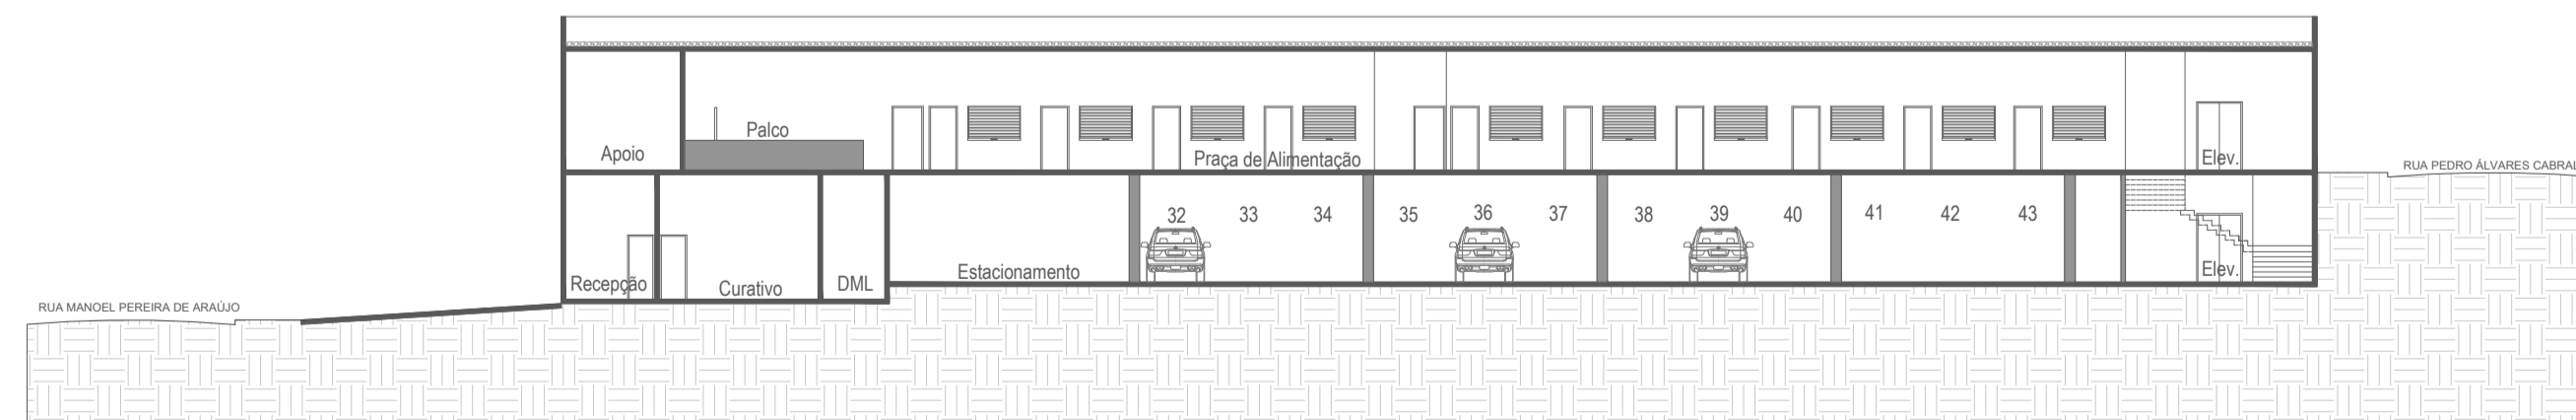 Palco
Apoio
Praça de Alimentação
Elev.
RUA PEDRO ÁLVARES CABRAL
32 33 34 35 36 37 38 39 40 41 42 43
Recepção
Curativo
DML
Estacionamento
Elev.
RUA MANOEL PEREIRA DE ARAÚJO